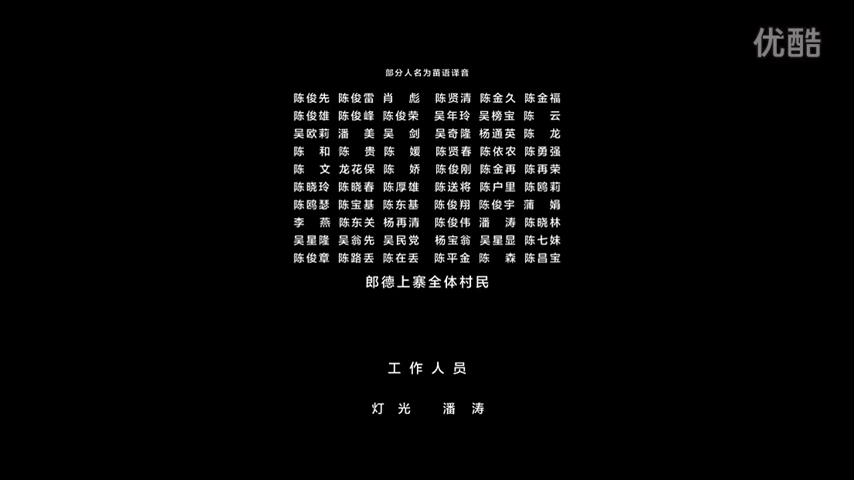 优酷
部分人名为苗语译音
陈俊先 陈俊雷 肖 彪 陈贤清 陈金久 陈金福
陈俊雄 陈俊峰 陈俊荣 吴年玲 吴榜宝 陈 云
吴欧莉 潘 美 吴 剑 吴奇隆 杨通英 陈 龙
陈 和 陈 贵 陈 媛 陈贤春 陈依农 陈勇强
陈 文 龙花保 陈 娇 陈俊刚 陈金再 陈再荣
陈晓玲 陈晓春 陈厚雄 陈送将 陈户里 陈鸥莉
陈鸥瑟 陈宝基 陈东基 陈俊翔 陈俊宇 蒲 娟
李 燕 陈东关 杨再清 陈俊伟 潘 涛 陈晓林
吴星隆 吴翁先 吴民党 杨宝翁 吴星显 陈七妹
陈俊章 陈路丢 陈在丢 陈平金 陈 森 陈昌宝
郎德上寨全体村民
工作人员
灯光 潘涛